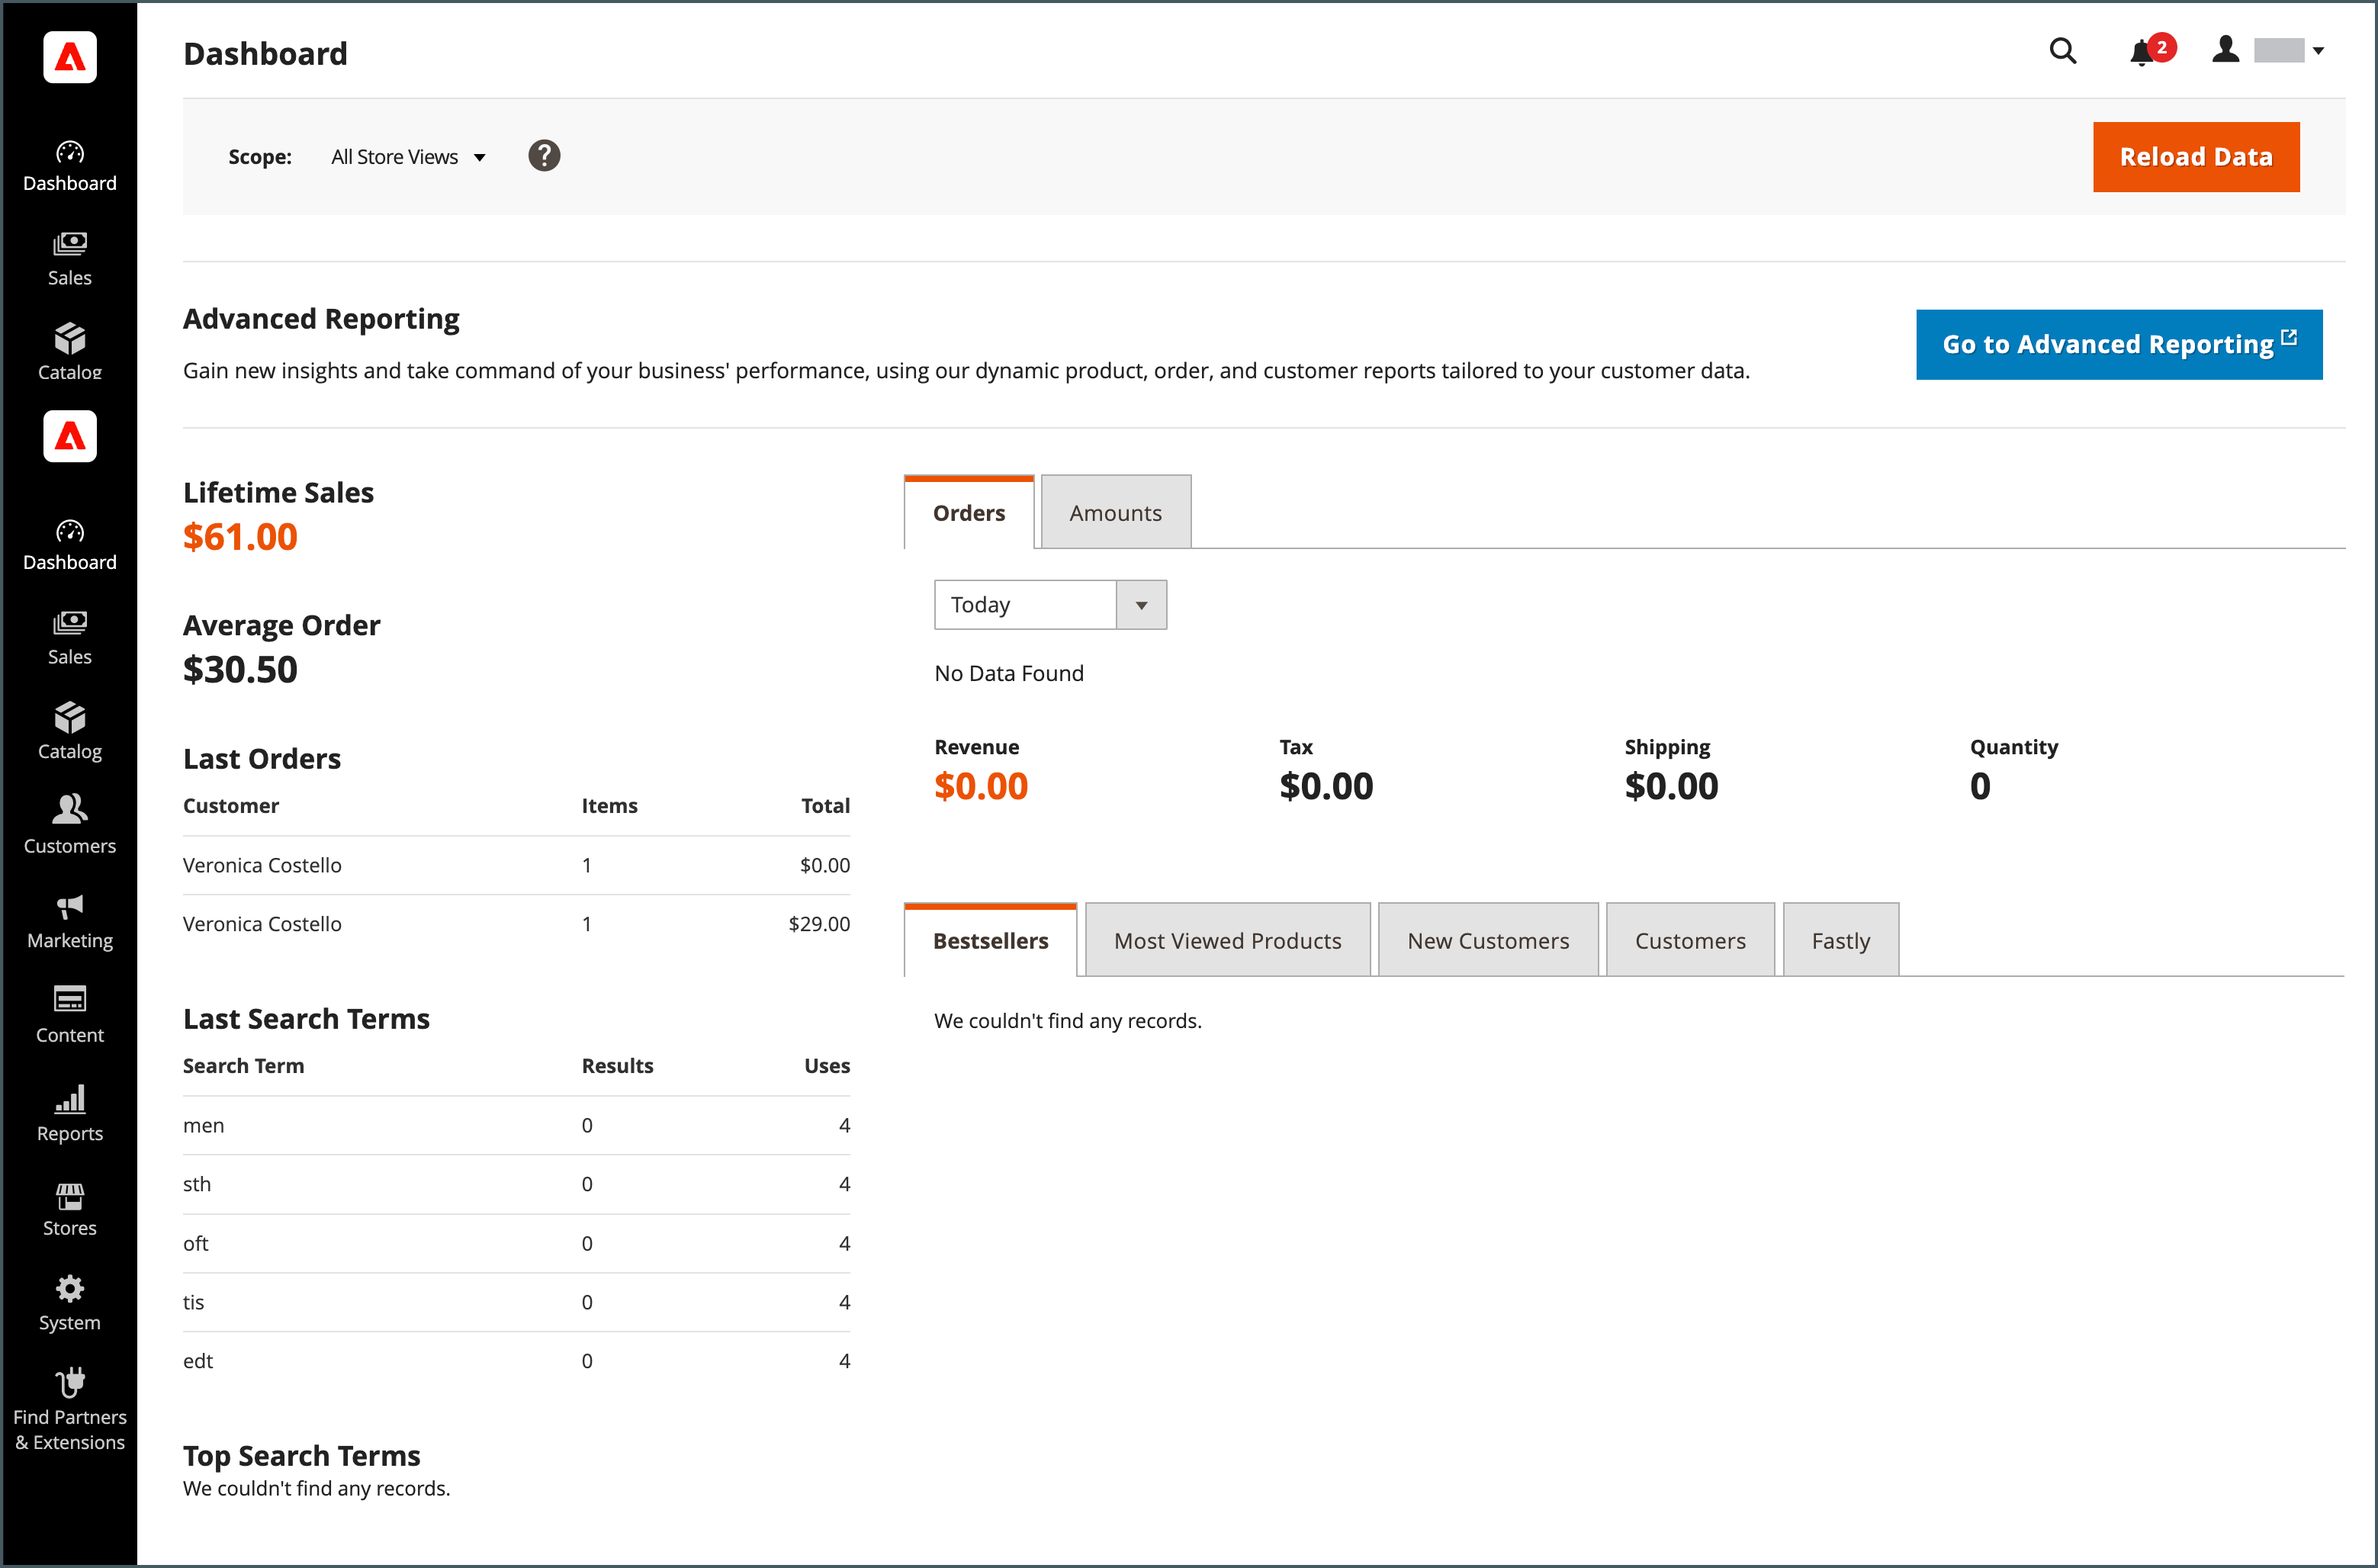 Dashboard
2
Scope: All Store Views ?
Reload Data
Advanced Reporting
Gain new insights and take command of your business' performance, using our dynamic product, order, and customer reports tailored to your customer data.
Go to Advanced Reporting
Dashboard
Sales
Catalog
Dashboard
Sales
Catalog
Customers
Marketing
Content
Reports
Stores
System
Find Partners
& Extensions
Lifetime Sales
$61.00
Average Order
$30.50
Last Orders
Customer Items Total
Veronica Costello 1 $0.00
Veronica Costello 1 $29.00
Last Search Terms
Search Term Results Uses
men 0 4
sth 0 4
oft 0 4
tis 0 4
edt 0 4
Top Search Terms
We couldn't find any records.
Orders Amounts
Today
No Data Found
Revenue Tax Shipping Quantity
$0.00 $0.00 $0.00 0
Bestsellers Most Viewed Products New Customers Customers Fastly
We couldn't find any records.